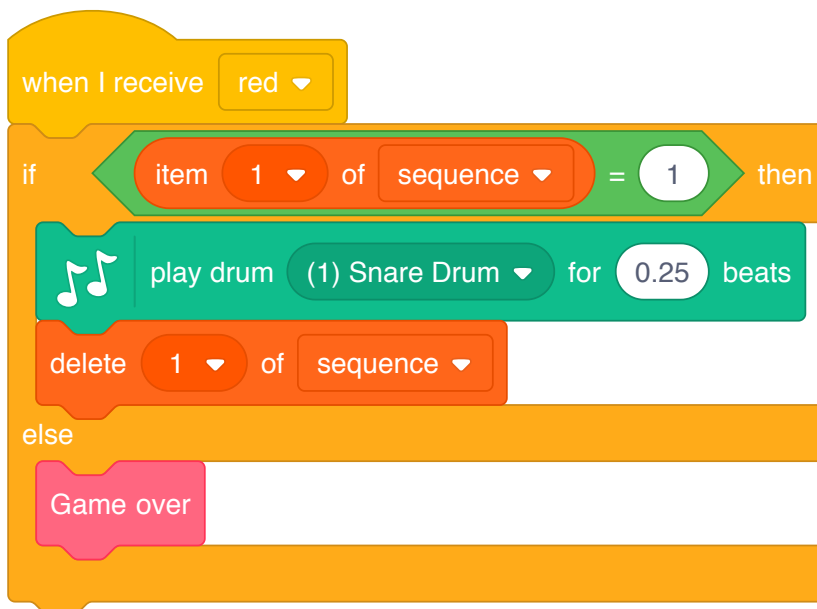 when I receive red
if item 1 of sequence = 1 then
play drum (1) Snare Drum for 0.25 beats
delete 1 of sequence
else
Game over